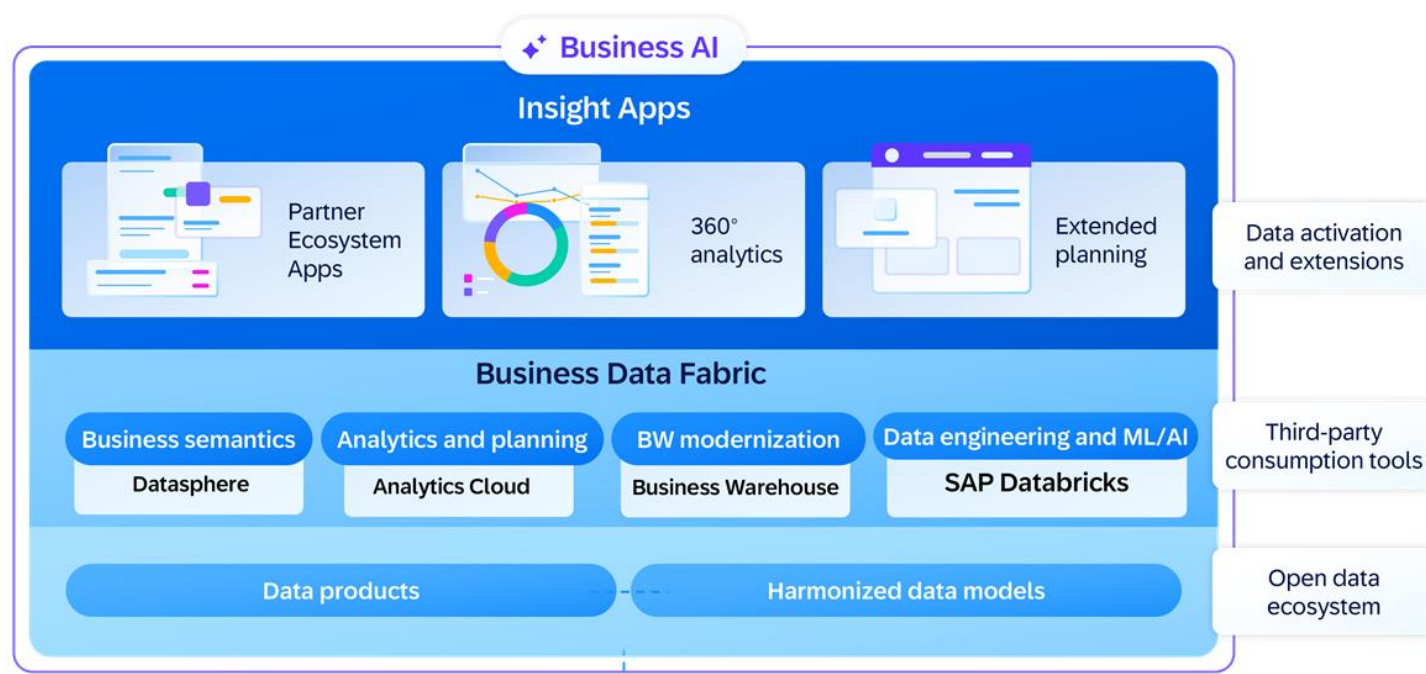 Business AI
Insight Apps
Partner
Ecosystem
Apps
360°
analytics
Extended
planning
Data activation
and extensions
Business Data Fabric
Business semantics
Datasphere
Analytics and planning
Analytics Cloud
BW modernization
Business Warehouse
Data engineering and ML/AI
SAP Databricks
Third-party
consumption tools
Data products
Harmonized data models
Open data
ecosystem